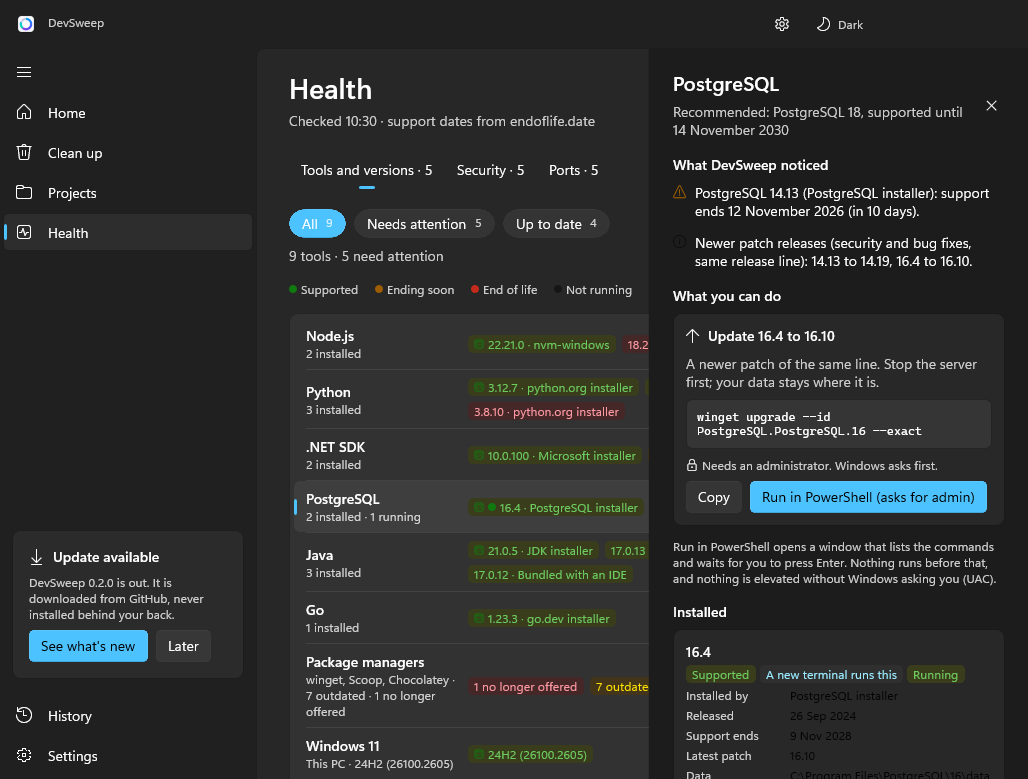 DevSweep
Dark
Home
Clean up
Projects
Health
Update available
DevSweep 0.2.0 is out. It is
downloaded from GitHub, never
installed behind your back.
See what's new
Later
History
Settings
Health
Checked 10:30 · support dates from endoflife.date
Tools and versions · 5
Security · 5
Ports · 5
All 9
Needs attention 5
Up to date 4
9 tools · 5 need attention
Supported
Ending soon
End of life
Not running
Node.js
2 installed
22.21.0 · nvm-windows
18.2
Python
3 installed
3.12.7 · python.org installer
3.8.10 · python.org installer
.NET SDK
2 installed
10.0.100 · Microsoft installer
PostgreSQL
2 installed · 1 running
16.4 · PostgreSQL installer
Java
3 installed
21.0.5 · JDK installer
17.0.13
17.0.12 · Bundled with an IDE
Go
1 installed
1.23.3 · go.dev installer
Package managers
winget, Scoop, Chocolatey ·
7 outdated · 1 no longer
offered
1 no longer offered
7 outdate
Windows 11
This PC · 24H2 (26100.2605)
24H2 (26100.2605)
PostgreSQL
Recommended: PostgreSQL 18, supported until
14 November 2030
What DevSweep noticed
PostgreSQL 14.13 (PostgreSQL installer): support
ends 12 November 2026 (in 10 days).
Newer patch releases (security and bug fixes,
same release line): 14.13 to 14.19, 16.4 to 16.10.
What you can do
Update 16.4 to 16.10
A newer patch of the same line. Stop the server
first; your data stays where it is.
winget upgrade --id
PostgreSQL.PostgreSQL.16 --exact
Needs an administrator. Windows asks first.
Copy
Run in PowerShell (asks for admin)
Run in PowerShell opens a window that lists the commands
and waits for you to press Enter. Nothing runs before that,
and nothing is elevated without Windows asking you (UAC).
Installed
16.4
Supported
A new terminal runs this
Running
Installed by PostgreSQL installer
Released 26 Sep 2024
Support ends 9 Nov 2028
Latest patch 16.10
Data C:\Program Files\PostgreSQL\16\data